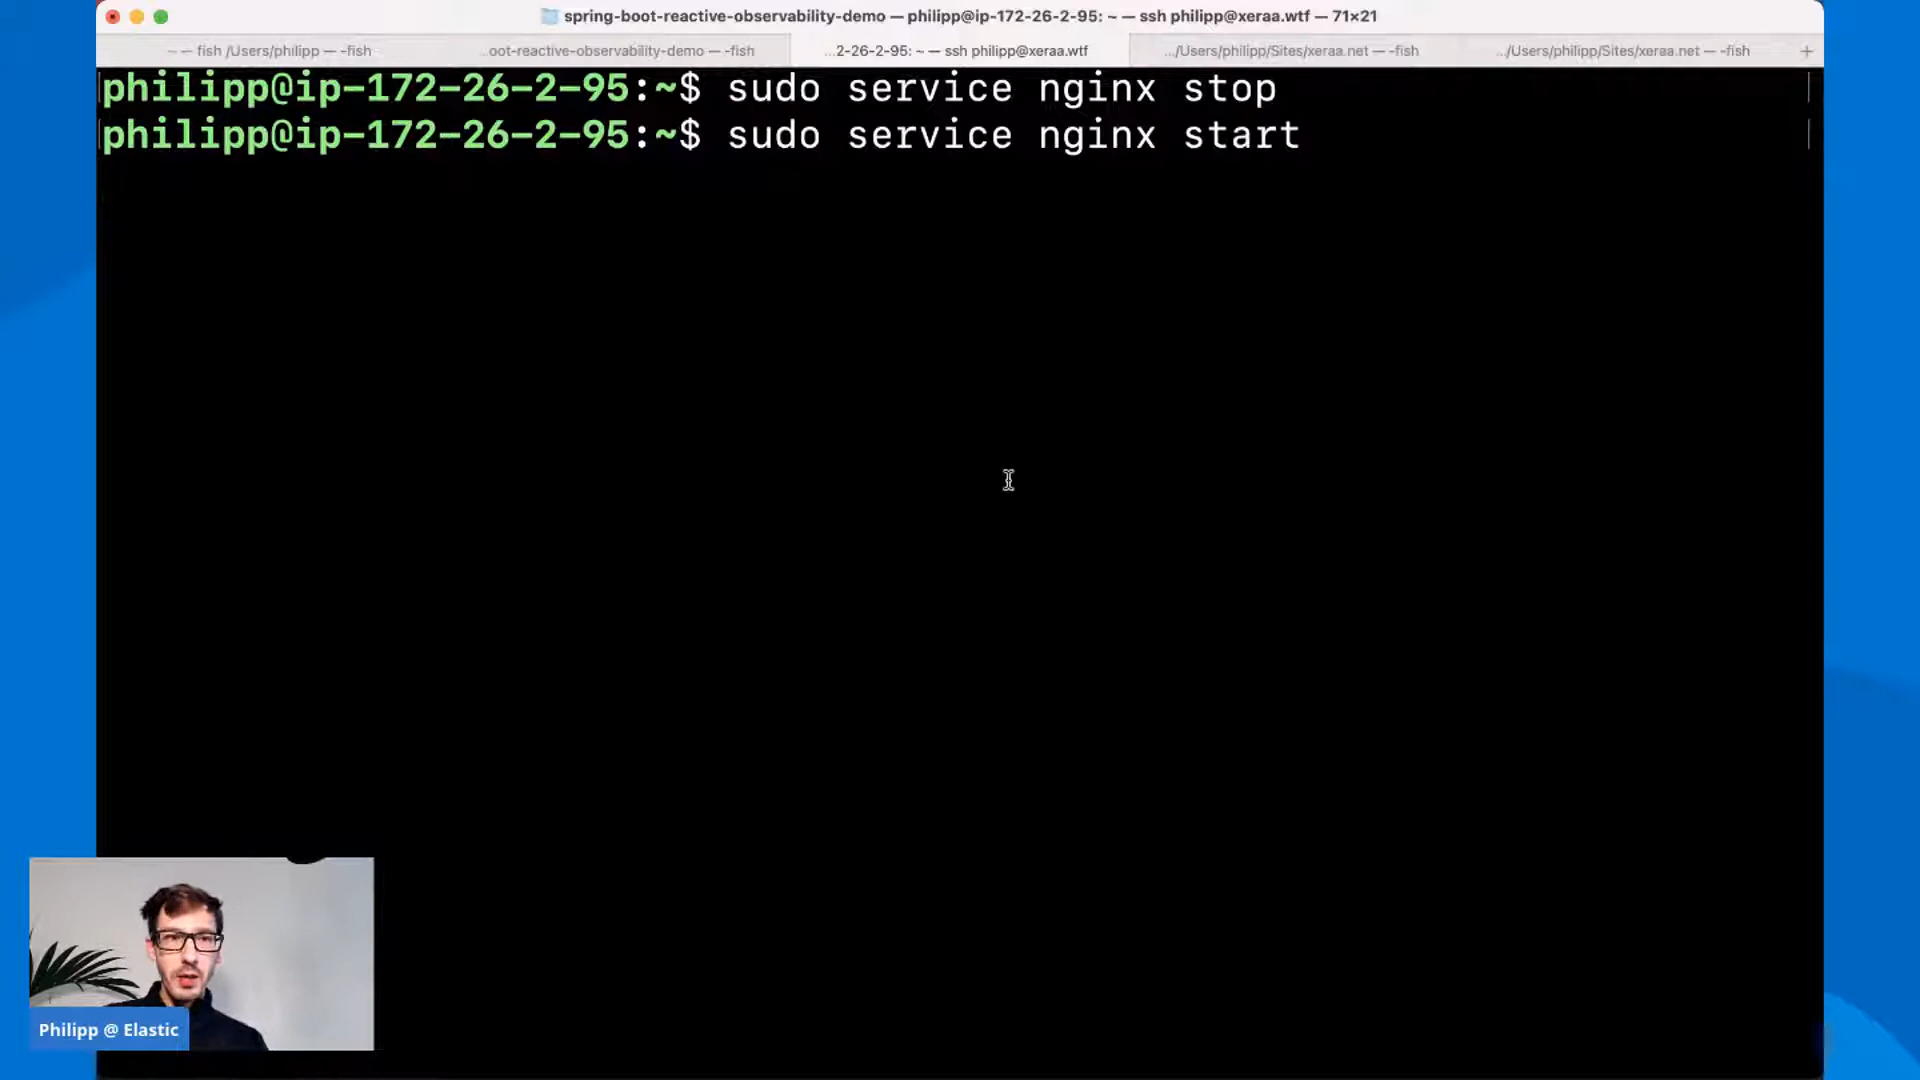 spring-boot-reactive-observability-demo — philipp@ip-172-26-2-95: ~ — ssh philipp@xeraa.wtf — 71×21
~ — fish /Users/philipp — -fish
...oot-reactive-observability-demo — -fish
...2-26-2-95: ~ — ssh philipp@xeraa.wtf
.../Users/philipp/Sites/xeraa.net — -fish
.../Users/philipp/Sites/xeraa.net — -fish
philipp@ip-172-26-2-95:~$ sudo service nginx stop
philipp@ip-172-26-2-95:~$ sudo service nginx start
Philipp @ Elastic